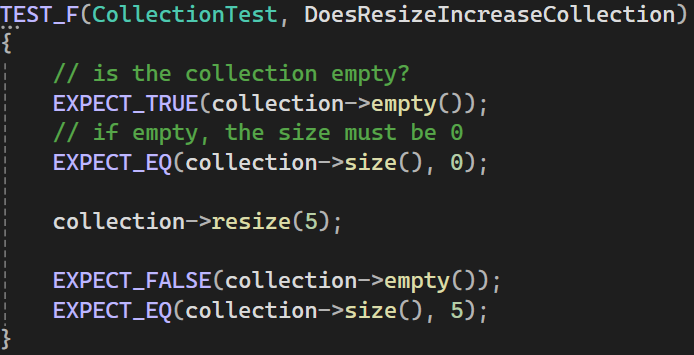 TEST_F(CollectionTest, DoesResizeIncreaseCollection)
{
    // is the collection empty?
    EXPECT_TRUE(collection->empty());
    // if empty, the size must be 0
    EXPECT_EQ(collection->size(), 0);

    collection->resize(5);

    EXPECT_FALSE(collection->empty());
    EXPECT_EQ(collection->size(), 5);
}